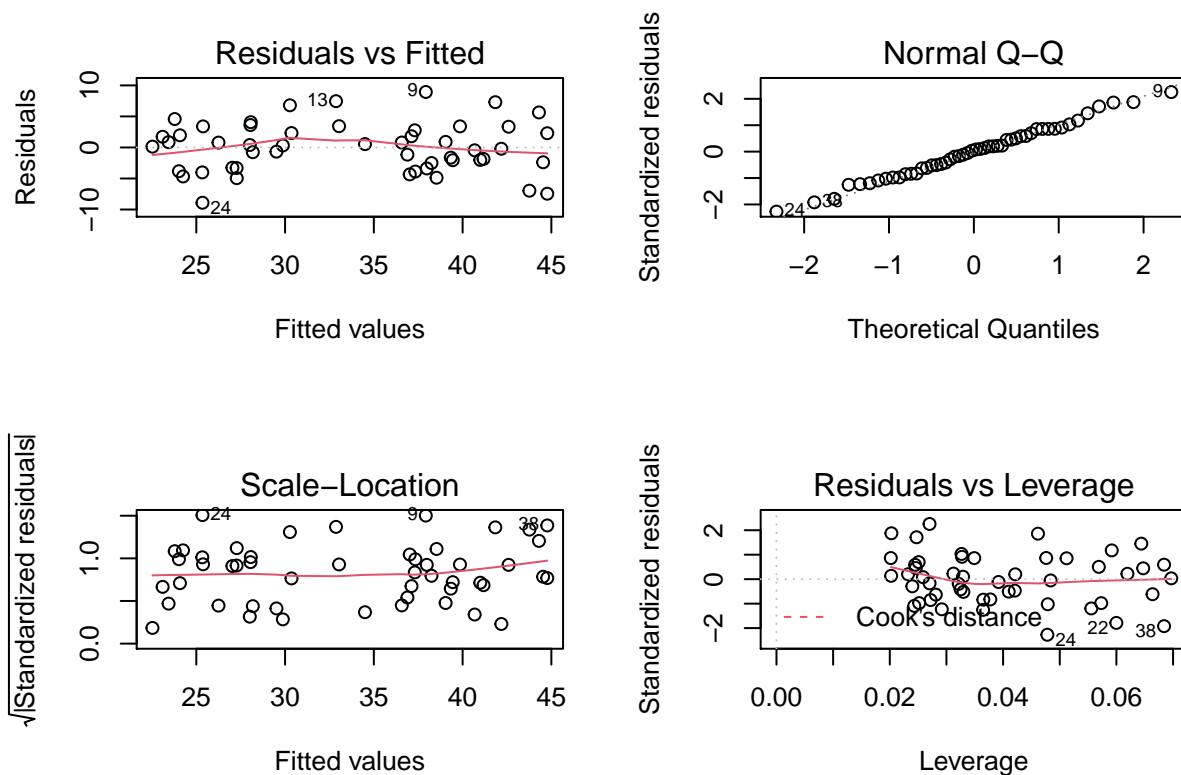 Residuals vs Fitted
Residuals
10
0
−10
9
13
24
25 30 35 40 45
Fitted values
Normal Q−Q
Standardized residuals
2
0
−2
9
24
−2 −1 0 1 2
Theoretical Quantiles
Scale−Location
√|Standardized residuals|
1.0
0.0
24
9
38
25 30 35 40 45
Fitted values
Residuals vs Leverage
Standardized residuals
2
0
−2
Cook's distance
22
38
24
0.00 0.02 0.04 0.06
Leverage